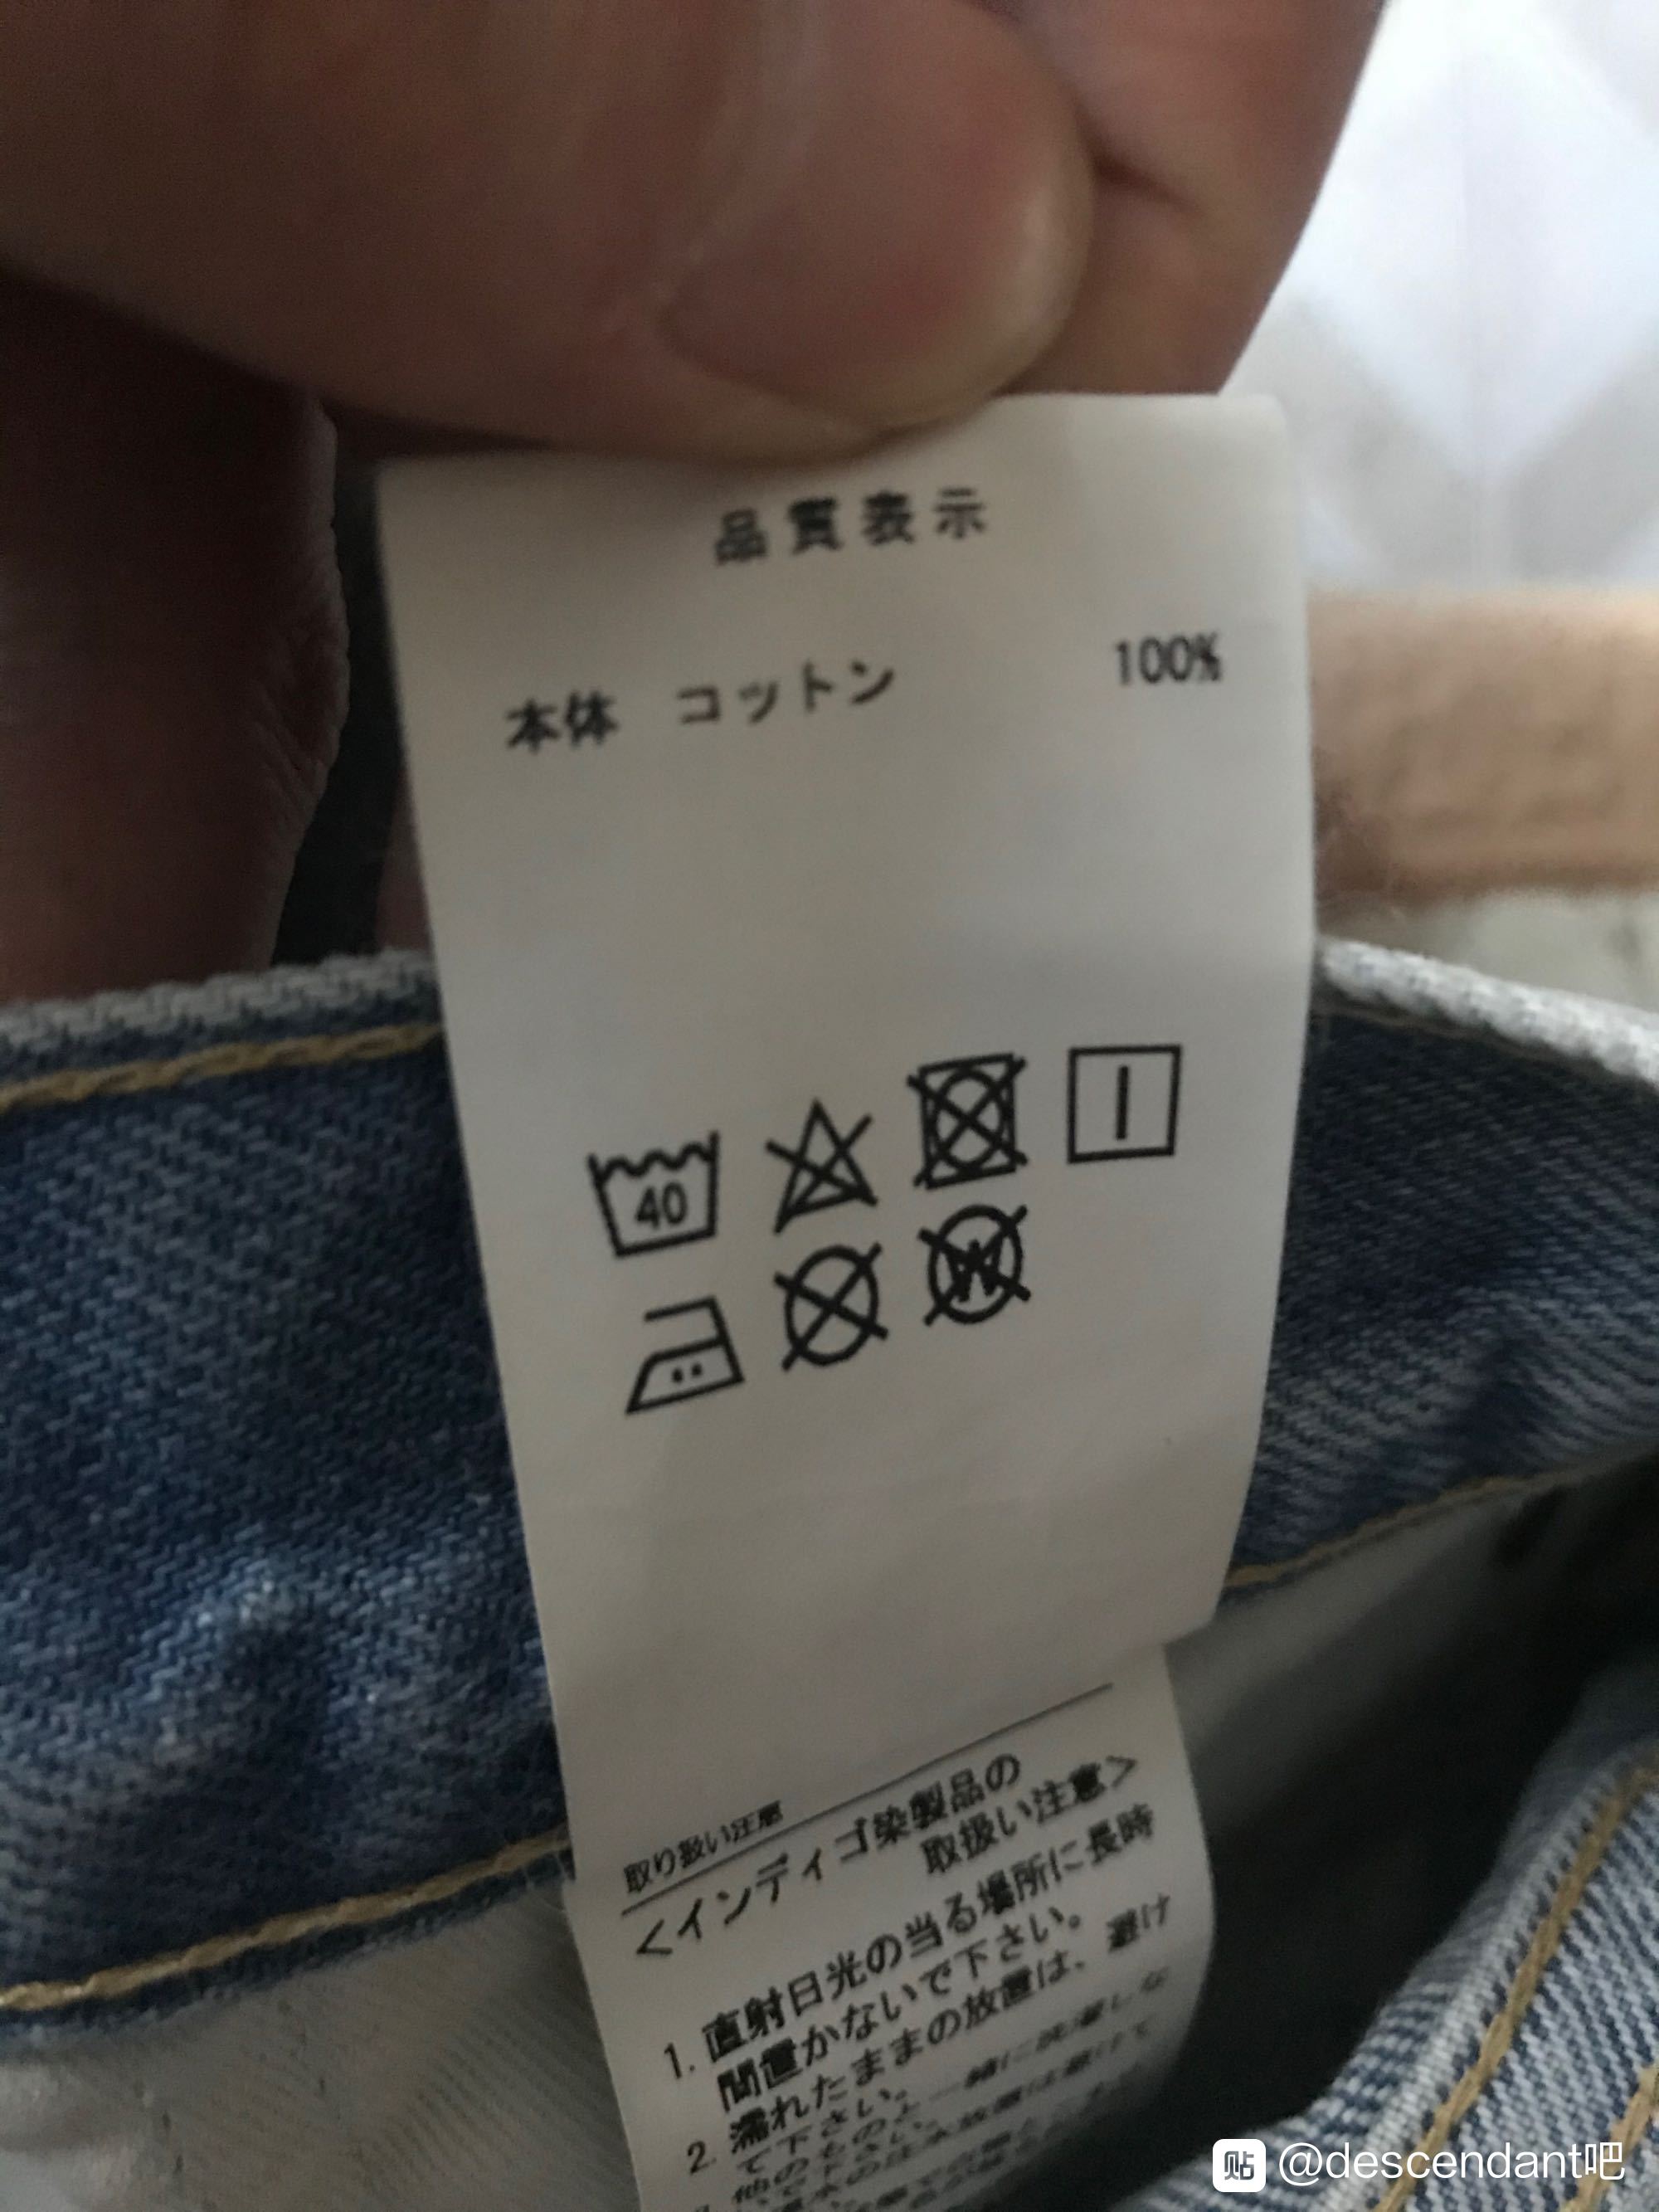 品質表示
本体 コットン 100%
40
W
取り扱い注意
<インディゴ染製品の
取扱い注意>
1. 直射日光の当る場所に長時
間置かないで下さい。
2. 濡れたままの放置は、避け
て下さい。
貼 @descendant吧